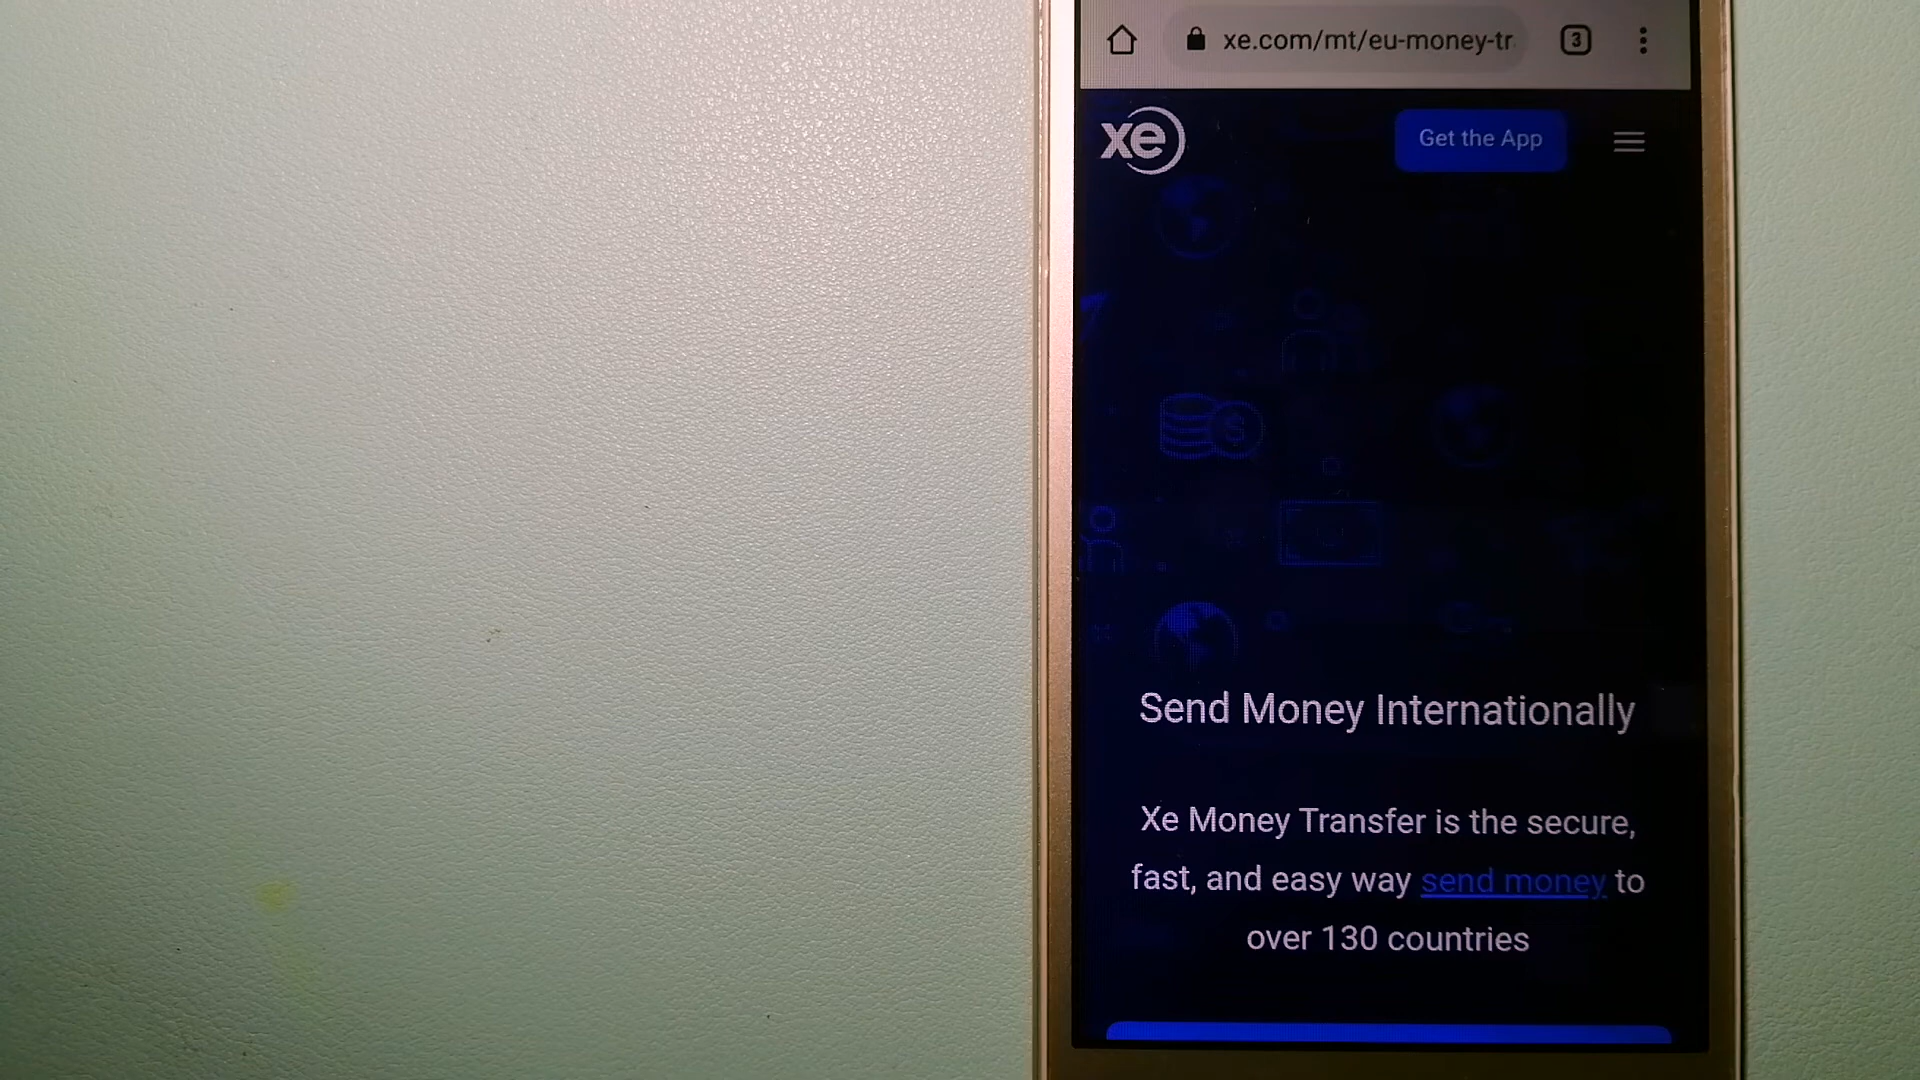 xe.com/mt/eu-money-tr
3
xe
Get the App
Send Money Internationally
Xe Money Transfer is the secure,
fast, and easy way send money to
over 130 countries